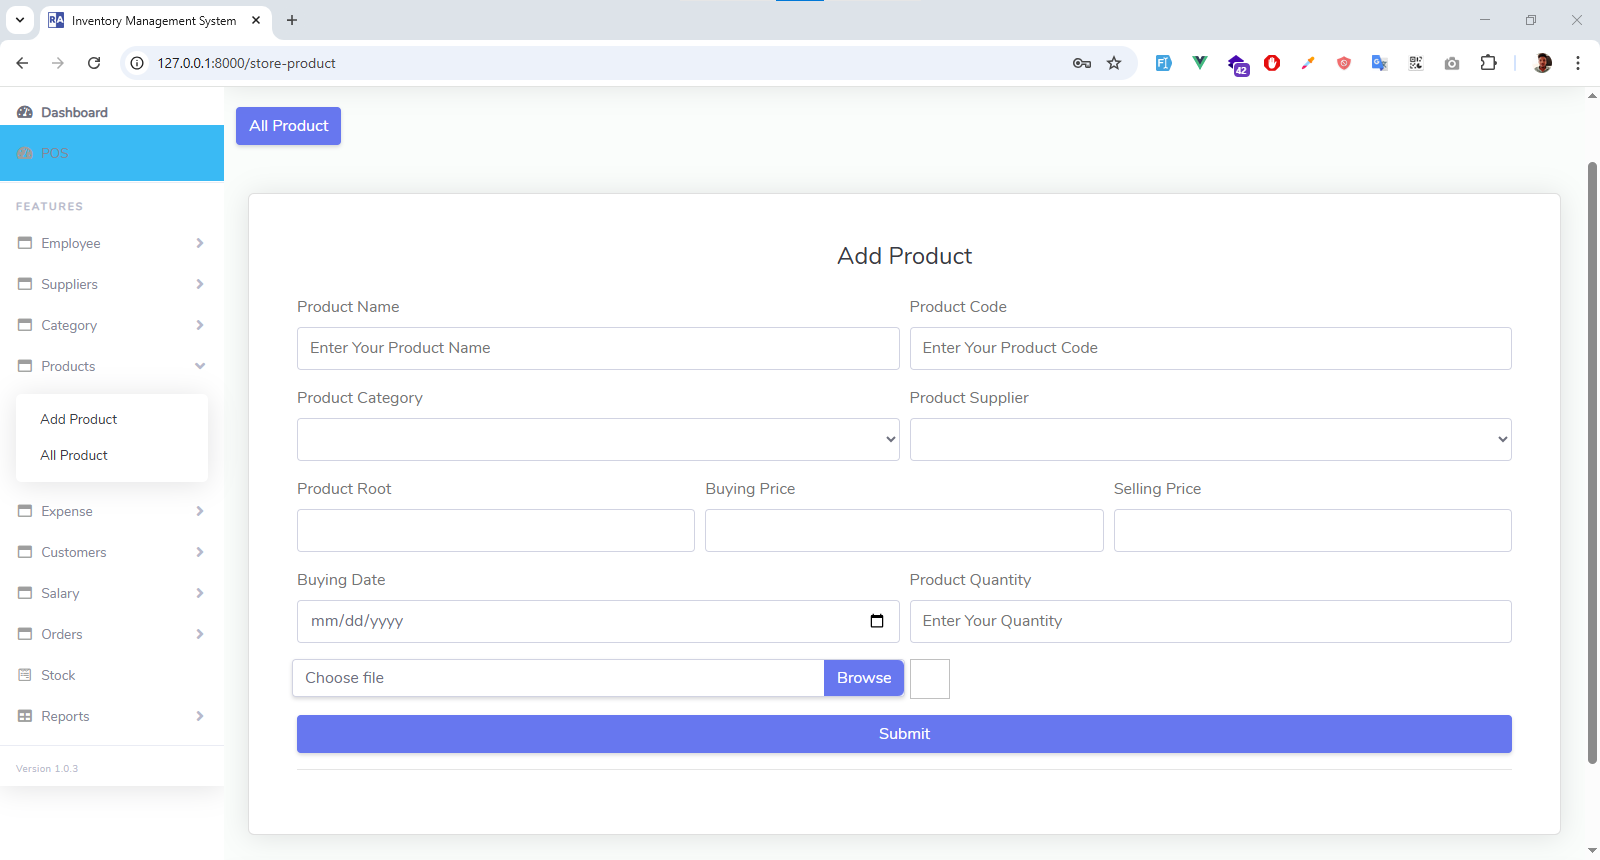 RA Inventory Management System
127.0.0.1:8000/store-product
42
Dashboard
POS
FEATURES
Employee
Suppliers
Category
Products
Add Product
All Product
Expense
Customers
Salary
Orders
Stock
Reports
Version 1.0.3
All Product
Add Product
Product Name Product Code
Enter Your Product Name Enter Your Product Code
Product Category Product Supplier
Product Root Buying Price Selling Price
Buying Date Product Quantity
mm/dd/yyyy Enter Your Quantity
Choose file Browse
Submit